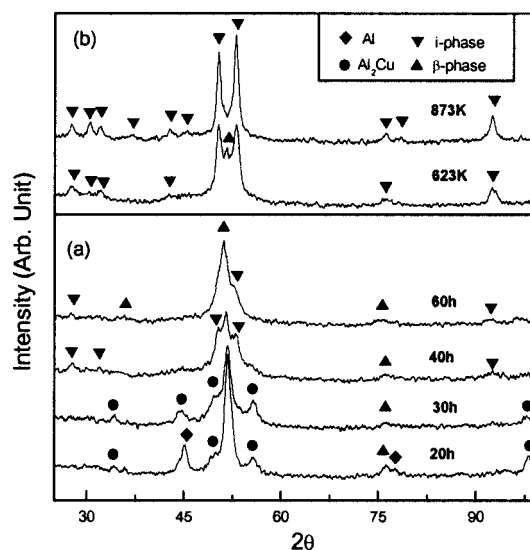 (b)
Al
i-phase
Al₂Cu
β-phase
873K
623K
(a)
60h
40h
30h
20h
Intensity (Arb. Unit)
30 45 60 75 90
2θ